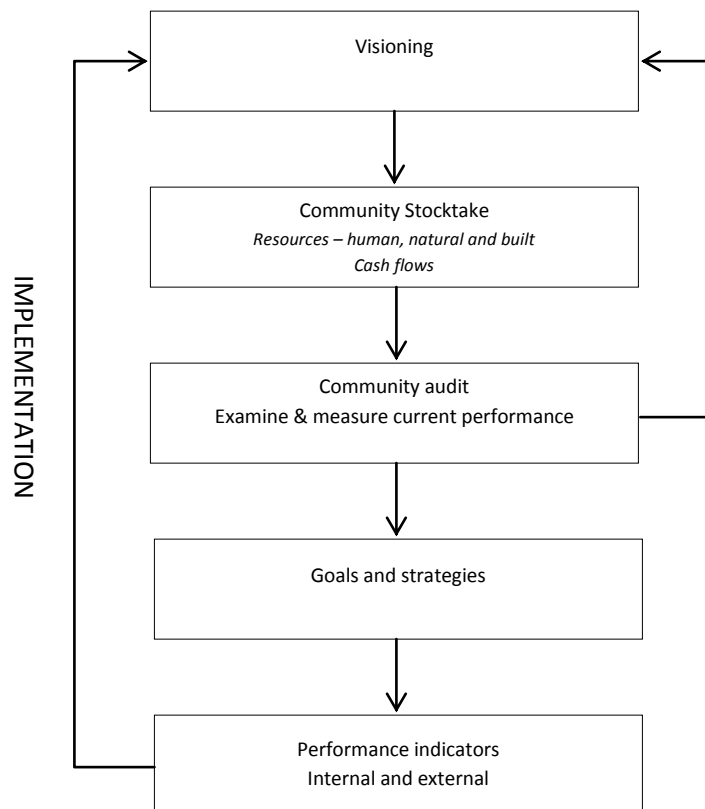 Visioning
Community Stocktake
Resources – human, natural and built
Cash flows
IMPLEMENTATION
Community audit
Examine & measure current performance
Goals and strategies
Performance indicators
Internal and external